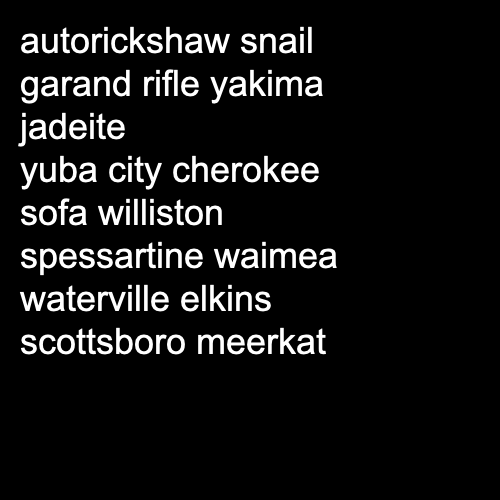 autorickshaw snail
garand rifle yakima
jadeite
yuba city cherokee
sofa williston
spessartine waimea
waterville elkins
scottsboro meerkat